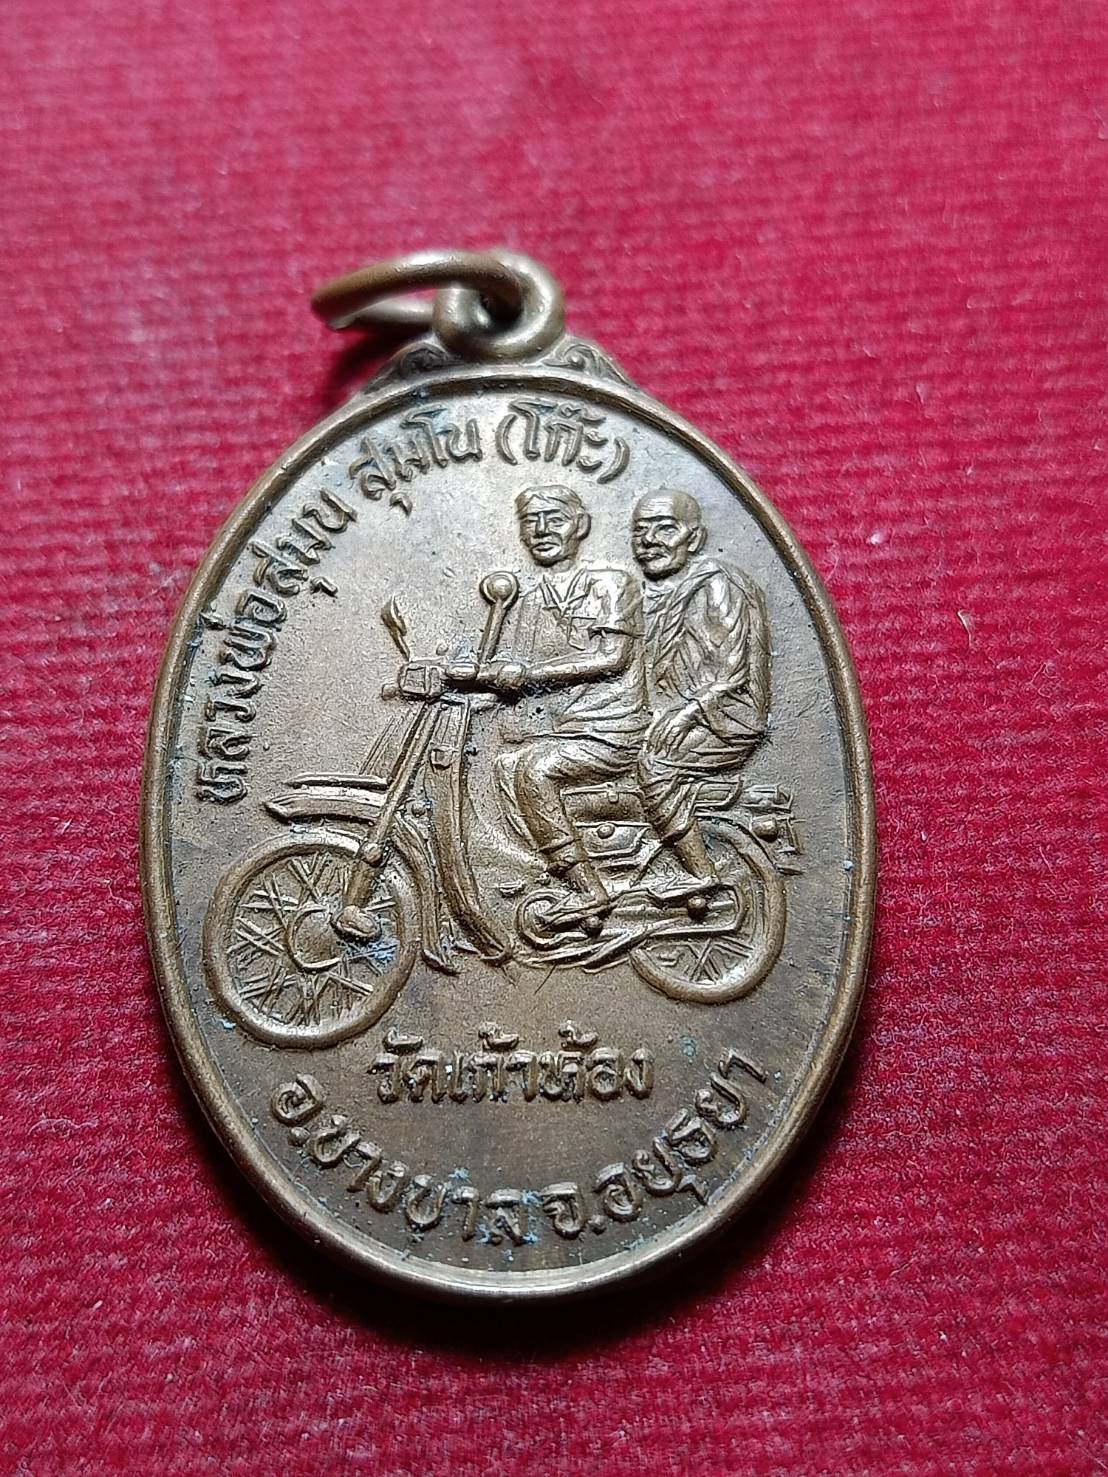 หลวงพ่อสุมน สุมโน (โก๊ะ)
วัดเก้าห้อง
อ.บางบาล จ.อยุธยา